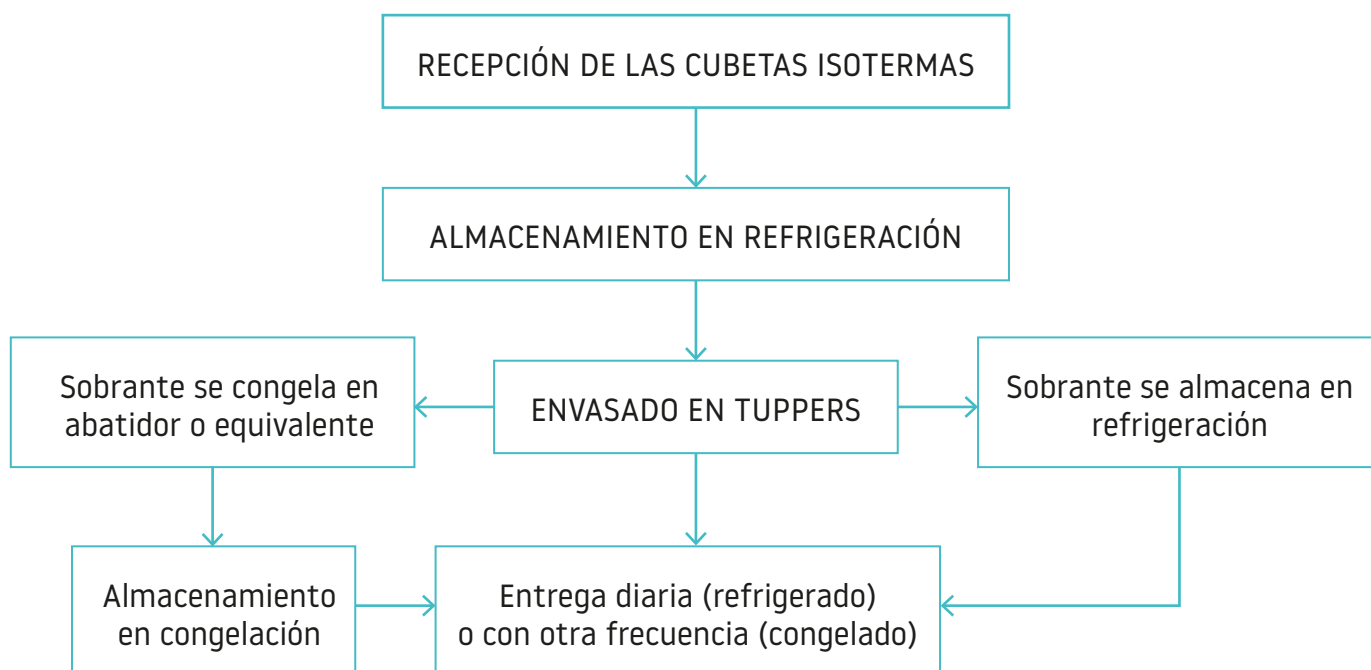 RECEPCIÓN DE LAS CUBETAS ISOTERMAS
ALMACENAMIENTO EN REFRIGERACIÓN
Sobrante se congela en
abatidor o equivalente
ENVASADO EN TUPPERS
Sobrante se almacena en
refrigeración
Almacenamiento
en congelación
Entrega diaria (refrigerado)
o con otra frecuencia (congelado)